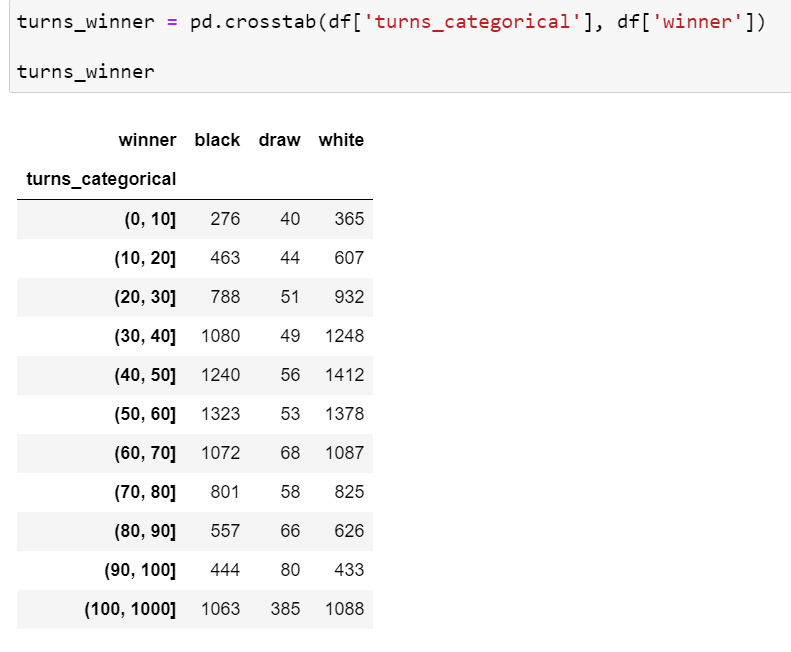 turns_winner = pd.crosstab(df['turns_categorical'], df['winner'])
turns_winner
winner black draw white
turns_categorical
(0, 10] 276 40 365
(10, 20] 463 44 607
(20, 30] 788 51 932
(30, 40] 1080 49 1248
(40, 50] 1240 56 1412
(50, 60] 1323 53 1378
(60, 70] 1072 68 1087
(70, 80] 801 58 825
(80, 90] 557 66 626
(90, 100] 444 80 433
(100, 1000] 1063 385 1088